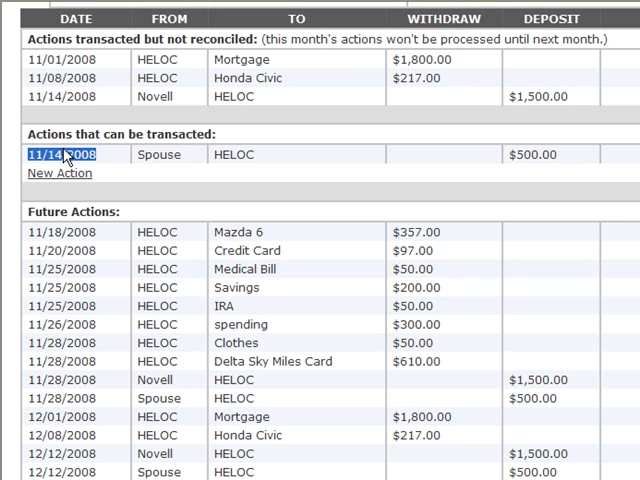 DATE FROM TO WITHDRAW DEPOSIT
Actions transacted but not reconciled: (this month's actions won't be processed until next month.)
11/01/2008 HELOC Mortgage $1,800.00
11/08/2008 HELOC Honda Civic $217.00
11/14/2008 Novell HELOC $1,500.00
Actions that can be transacted:
11/14/2008 Spouse HELOC $500.00
New Action
Future Actions:
11/18/2008 HELOC Mazda 6 $357.00
11/20/2008 HELOC Credit Card $97.00
11/25/2008 HELOC Medical Bill $50.00
11/25/2008 HELOC Savings $200.00
11/25/2008 HELOC IRA $50.00
11/26/2008 HELOC spending $300.00
11/28/2008 HELOC Clothes $50.00
11/28/2008 HELOC Delta Sky Miles Card $610.00
11/28/2008 Novell HELOC $1,500.00
11/28/2008 Spouse HELOC $500.00
12/01/2008 HELOC Mortgage $1,800.00
12/08/2008 HELOC Honda Civic $217.00
12/12/2008 Novell HELOC $1,500.00
12/12/2008 Spouse HELOC $500.00